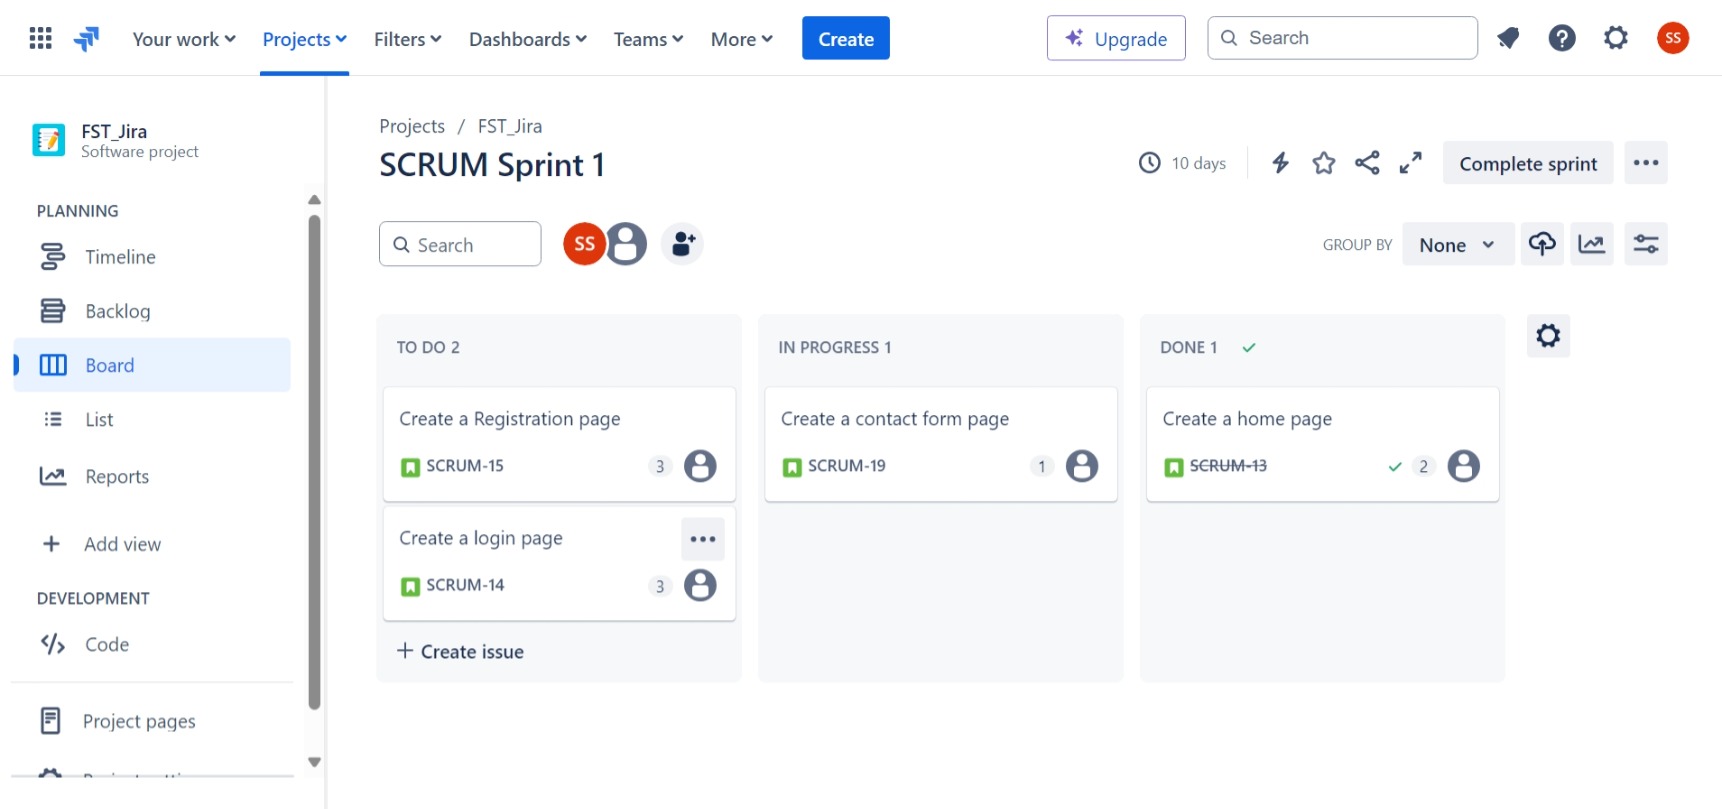 Your work Projects Filters Dashboards Teams More Create Upgrade Search SS
FST_Jira
Software project
PLANNING
Timeline
Backlog
Board
List
Reports
Add view
DEVELOPMENT
Code
Project pages
Projects / FST_Jira
SCRUM Sprint 1
10 days
Complete sprint
Search
SS
GROUP BY None
TO DO 2
Create a Registration page
SCRUM-15 3
Create a login page
SCRUM-14 3
+ Create issue
IN PROGRESS 1
Create a contact form page
SCRUM-19 1
DONE 1
Create a home page
SCRUM-13 2